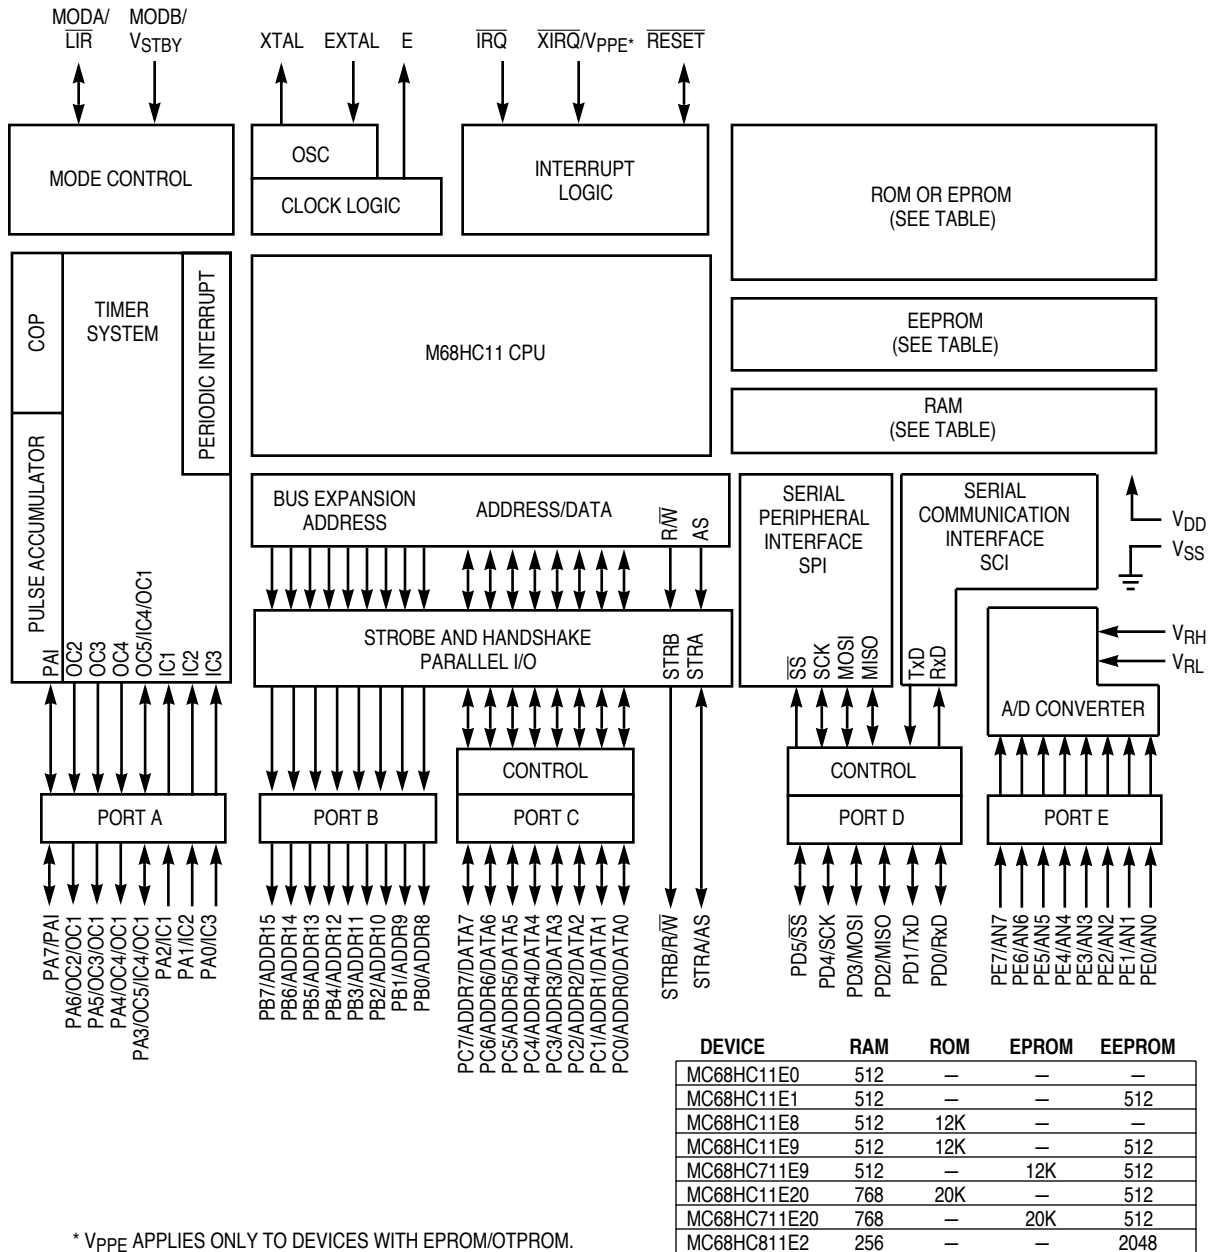 MODA/ MODB/
LIR VSTBY XTAL EXTAL E IRQ XIRQ/VPPE* RESET
MODE CONTROL
OSC
CLOCK LOGIC
INTERRUPT
LOGIC
ROM OR EPROM
(SEE TABLE)
COP
TIMER
SYSTEM
PERIODIC INTERRUPT
M68HC11 CPU
EEPROM
(SEE TABLE)
RAM
(SEE TABLE)
PULSE ACCUMULATOR
PAI
OC2
OC3
OC4
OC5/IC4/OC1
IC1
IC2
IC3
BUS EXPANSION
ADDRESS
ADDRESS/DATA
R/W
AS
STROBE AND HANDSHAKE
PARALLEL I/O
STRB
STRA
SERIAL
PERIPHERAL
INTERFACE
SPI
SS
SCK
MOSI
MISO
SERIAL
COMMUNICATION
INTERFACE
SCI
TxD
RxD
VDD
VSS
VRH
VRL
A/D CONVERTER
CONTROL
CONTROL
PORT A
PORT B
PORT C
PORT D
PORT E
PA7/PAI
PA6/OC2/OC1
PA5/OC3/OC1
PA4/OC4/OC1
PA3/OC5/IC4/OC1
PA2/IC1
PA1/IC2
PA0/IC3
PB7/ADDR15
PB6/ADDR14
PB5/ADDR13
PB4/ADDR12
PB3/ADDR11
PB2/ADDR10
PB1/ADDR9
PB0/ADDR8
PC7/ADDR7/DATA7
PC6/ADDR6/DATA6
PC5/ADDR5/DATA5
PC4/ADDR4/DATA4
PC3/ADDR3/DATA3
PC2/ADDR2/DATA2
PC1/ADDR1/DATA1
PC0/ADDR0/DATA0
STRB/R/W
STRA/AS
PD5/SS
PD4/SCK
PD3/MOSI
PD2/MISO
PD1/TxD
PD0/RxD
PE7/AN7
PE6/AN6
PE5/AN5
PE4/AN4
PE3/AN3
PE2/AN2
PE1/AN1
PE0/AN0
DEVICE RAM ROM EPROM EEPROM
MC68HC11E0 512 — — —
MC68HC11E1 512 — — 512
MC68HC11E8 512 12K — —
MC68HC11E9 512 12K — 512
MC68HC711E9 512 — 12K 512
MC68HC11E20 768 20K — 512
MC68HC711E20 768 — 20K 512
MC68HC811E2 256 — — 2048
* VPPE APPLIES ONLY TO DEVICES WITH EPROM/OTPROM.